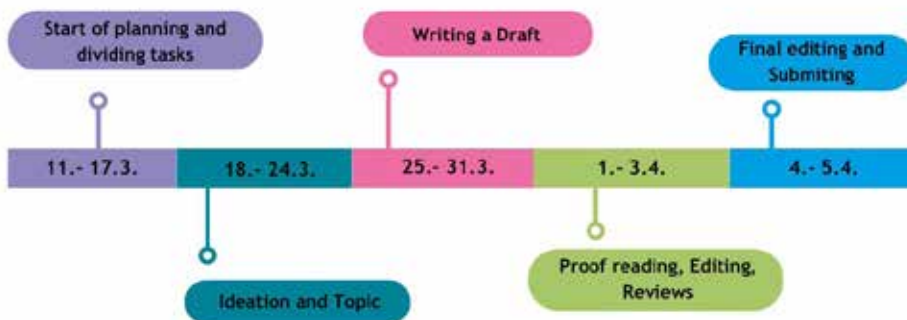 Start of planning and
dividing tasks
Writing a Draft
Final editing and
Submiting
11.- 17.3.
18.- 24.3.
25.- 31.3.
1.- 3.4.
4.- 5.4.
Ideation and Topic
Proof reading, Editing,
Reviews